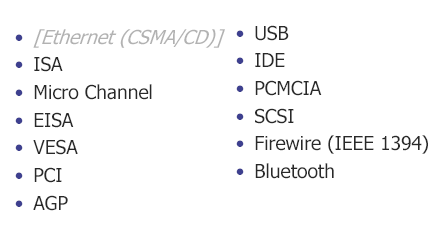 • [Ethernet (CSMA/CD)]
• ISA
• Micro Channel
• EISA
• VESA
• PCI
• AGP
• USB
• IDE
• PCMCIA
• SCSI
• Firewire (IEEE 1394)
• Bluetooth